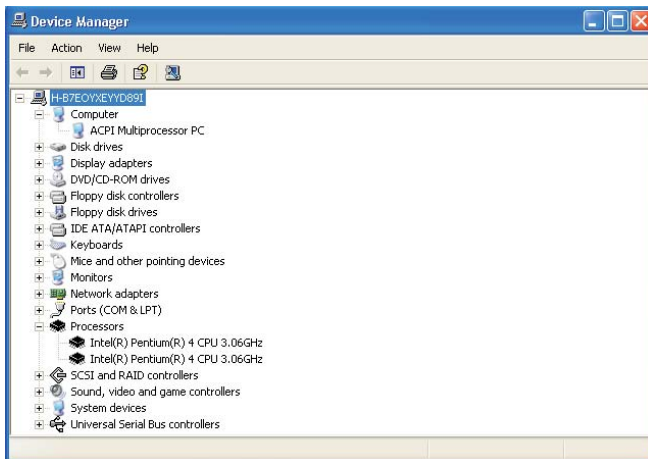 Device Manager
File Action View Help
H-B7EOYXEYYD89I
Computer
ACPI Multiprocessor PC
Disk drives
Display adapters
DVD/CD-ROM drives
Floppy disk controllers
Floppy disk drives
IDE ATA/ATAPI controllers
Keyboards
Mice and other pointing devices
Monitors
Network adapters
Ports (COM & LPT)
Processors
Intel(R) Pentium(R) 4 CPU 3.06GHz
Intel(R) Pentium(R) 4 CPU 3.06GHz
SCSI and RAID controllers
Sound, video and game controllers
System devices
Universal Serial Bus controllers